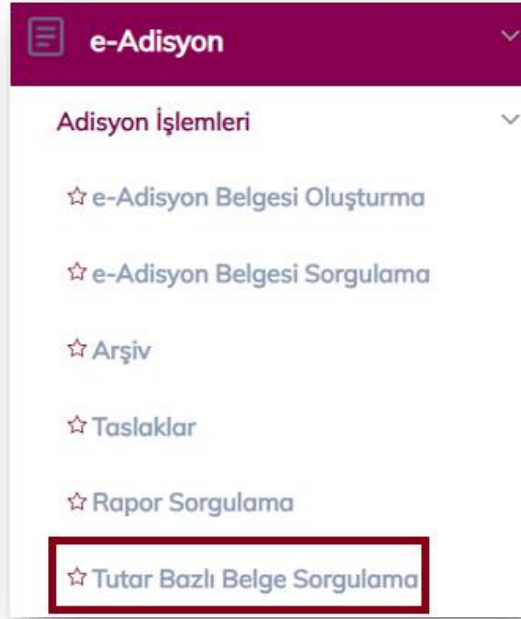 e-Adisyon
Adisyon İşlemleri
e-Adisyon Belgesi Oluşturma
e-Adisyon Belgesi Sorgulama
Arşiv
Taslaklar
Rapor Sorgulama
Tutar Bazlı Belge Sorgulama